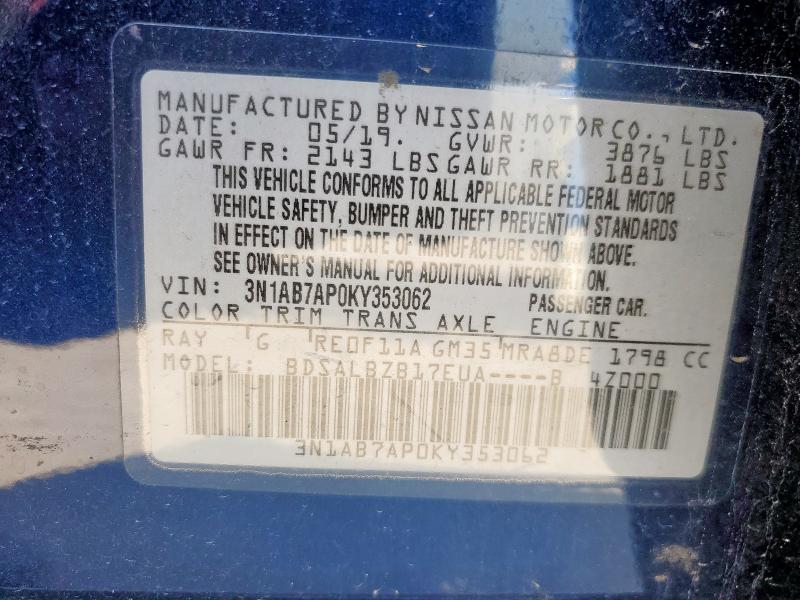 MANUFACTURED BY NISSAN MOTOR CO., LTD.
DATE: 05/19. GVWR: 3876 LBS
GAWR FR: 2143 LBS GAWR RR: 1881 LBS
THIS VEHICLE CONFORMS TO ALL APPLICABLE FEDERAL MOTOR
VEHICLE SAFETY, BUMPER AND THEFT PREVENTION STANDARDS
IN EFFECT ON THE DATE OF MANUFACTURE SHOWN ABOVE.
SEE OWNER'S MANUAL FOR ADDITIONAL INFORMATION.
VIN: 3N1AB7AP0KY353062 PASSENGER CAR.
COLOR TRIM TRANS AXLE ENGINE
RAY G RE0F11A GM35 MRA8DE 1798 CC
MODEL: BDSALBZB17EUA----B 4Z000
3N1AB7AP0KY353062